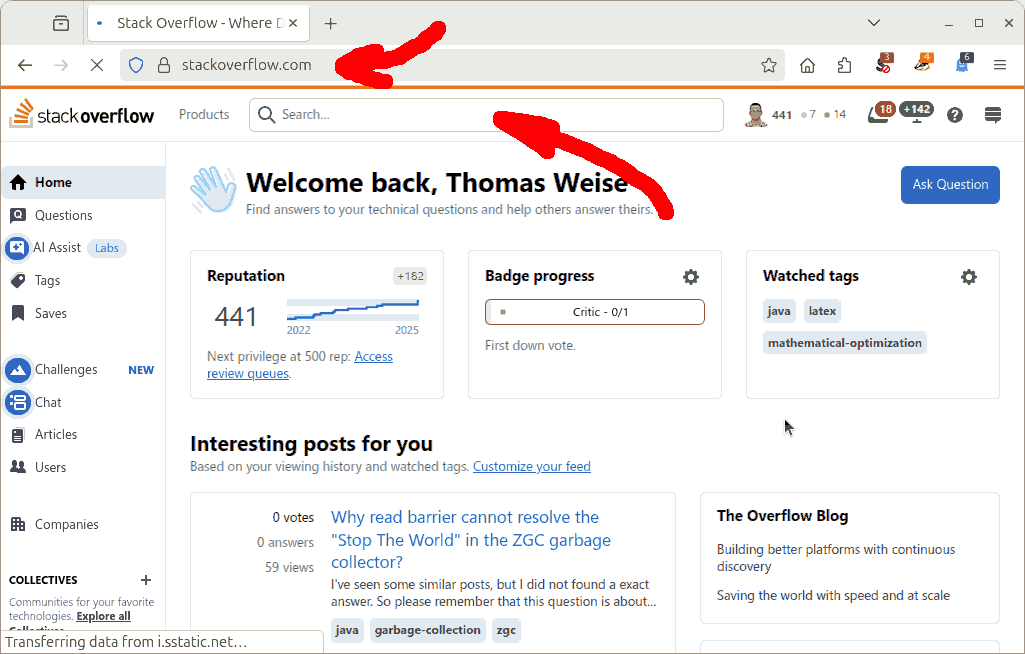 Stack Overflow - Where D
stackoverflow.com
3
4
6
stackoverflow
Products
Search...
441
7
14
18
+142
?
Home
Questions
AI Assist Labs
Tags
Saves
Challenges NEW
Chat
Articles
Users
Companies
COLLECTIVES
Communities for your favorite
technologies. Explore all
Transferring data from i.sstatic.net…
Welcome back, Thomas Weise
Find answers to your technical questions and help others answer theirs.
Ask Question
Reputation +182
441
2022 2025
Next privilege at 500 rep: Access
review queues.
Badge progress
Critic - 0/1
First down vote.
Watched tags
java latex
mathematical-optimization
Interesting posts for you
Based on your viewing history and watched tags. Customize your feed
0 votes
0 answers
59 views
Why read barrier cannot resolve the
"Stop The World" in the ZGC garbage
collector?
I've seen some similar posts, but I did not found a exact
answer. So please remember that this question is about...
java garbage-collection zgc
The Overflow Blog
Building better platforms with continuous
discovery
Saving the world with speed and at scale